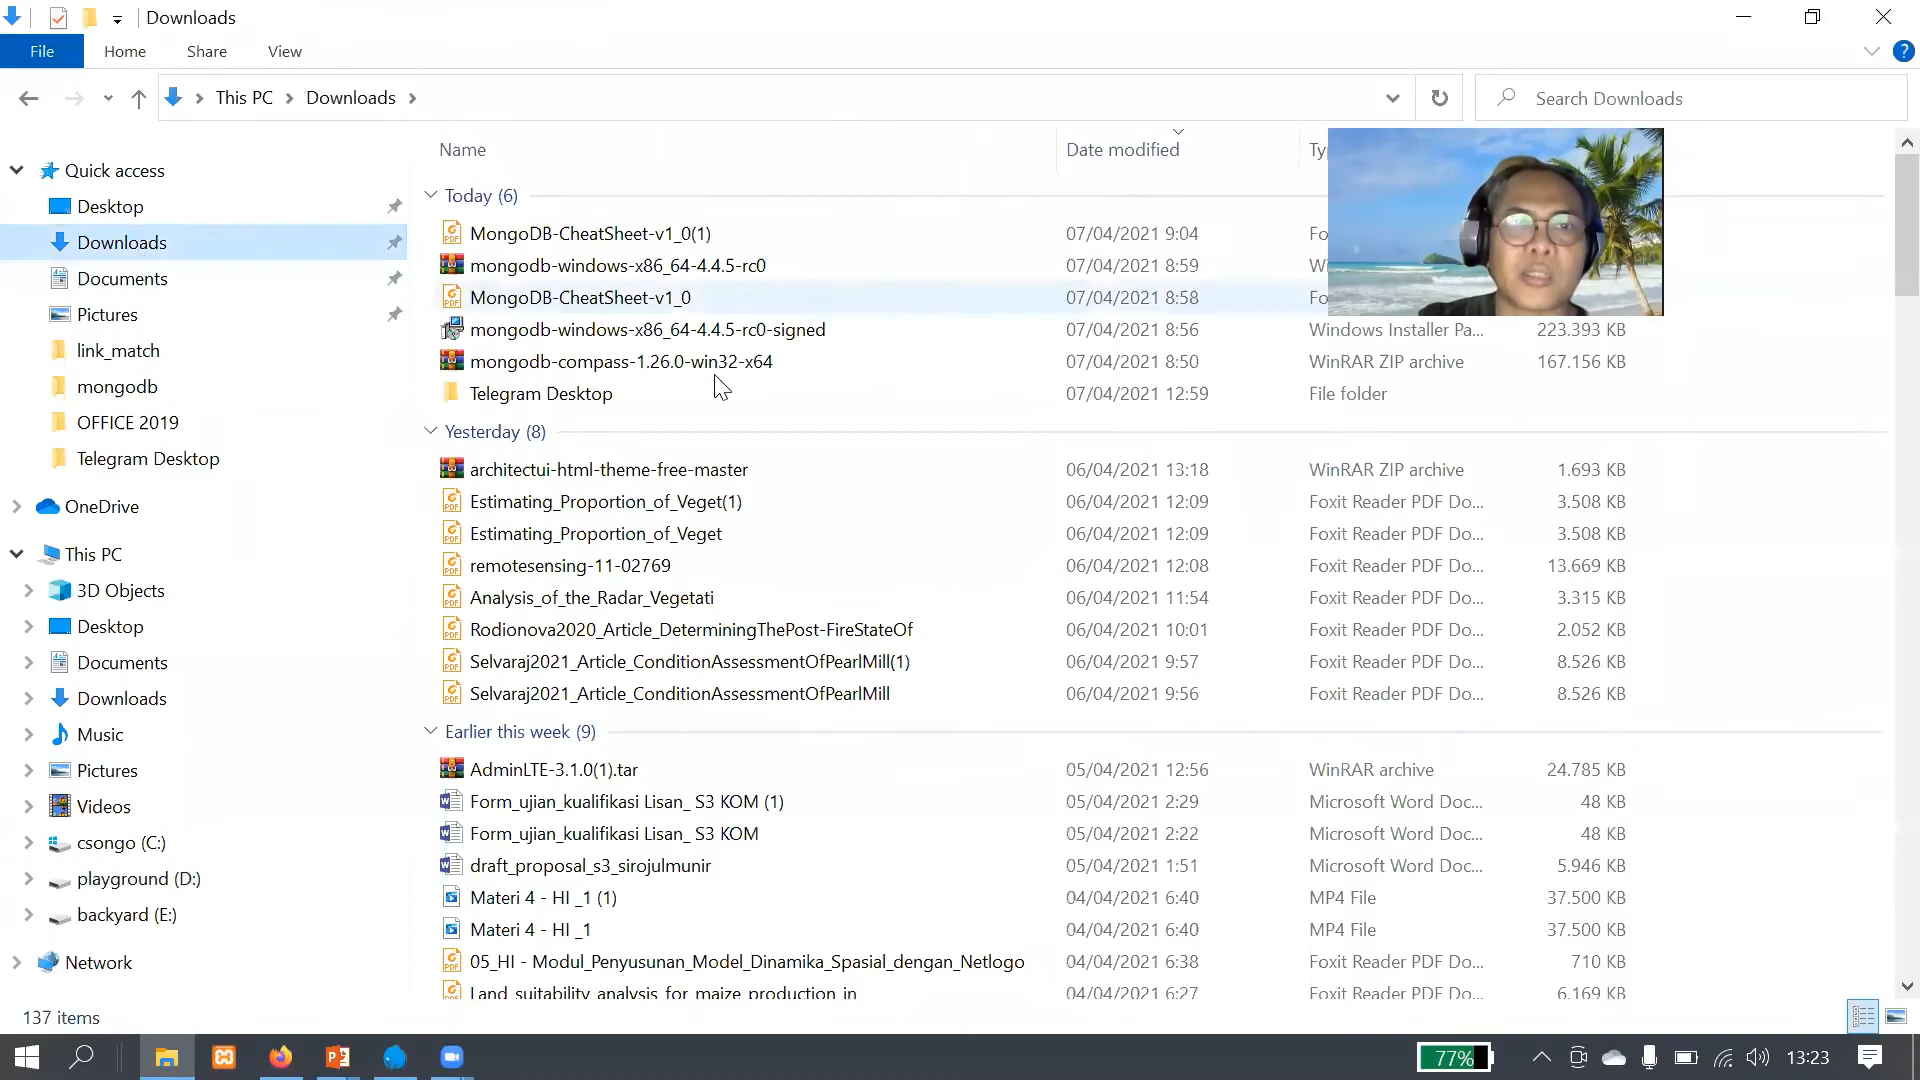 Downloads
File Home Share View
This PC Downloads
Search Downloads
Name Date modified Ty
Quick access
Desktop
Downloads
Documents
Pictures
link_match
mongodb
OFFICE 2019
Telegram Desktop
OneDrive
This PC
3D Objects
Desktop
Documents
Downloads
Music
Pictures
Videos
csongo (C:)
playground (D:)
backyard (E:)
Network
Today (6)
MongoDB-CheatSheet-v1_0(1) 07/04/2021 9:04 Fo
mongodb-windows-x86_64-4.4.5-rc0 07/04/2021 8:59 Wi
MongoDB-CheatSheet-v1_0 07/04/2021 8:58 Fo
mongodb-windows-x86_64-4.4.5-rc0-signed 07/04/2021 8:56 Windows Installer Pa... 223.393 KB
mongodb-compass-1.26.0-win32-x64 07/04/2021 8:50 WinRAR ZIP archive 167.156 KB
Telegram Desktop 07/04/2021 12:59 File folder
Yesterday (8)
architectui-html-theme-free-master 06/04/2021 13:18 WinRAR ZIP archive 1.693 KB
Estimating_Proportion_of_Veget(1) 06/04/2021 12:09 Foxit Reader PDF Do... 3.508 KB
Estimating_Proportion_of_Veget 06/04/2021 12:09 Foxit Reader PDF Do... 3.508 KB
remotesensing-11-02769 06/04/2021 12:08 Foxit Reader PDF Do... 13.669 KB
Analysis_of_the_Radar_Vegetati 06/04/2021 11:54 Foxit Reader PDF Do... 3.315 KB
Rodionova2020_Article_DeterminingThePost-FireStateOf 06/04/2021 10:01 Foxit Reader PDF Do... 2.052 KB
Selvaraj2021_Article_ConditionAssessmentOfPearlMill(1) 06/04/2021 9:57 Foxit Reader PDF Do... 8.526 KB
Selvaraj2021_Article_ConditionAssessmentOfPearlMill 06/04/2021 9:56 Foxit Reader PDF Do... 8.526 KB
Earlier this week (9)
AdminLTE-3.1.0(1).tar 05/04/2021 12:56 WinRAR archive 24.785 KB
Form_ujian_kualifikasi Lisan_ S3 KOM (1) 05/04/2021 2:29 Microsoft Word Doc... 48 KB
Form_ujian_kualifikasi Lisan_ S3 KOM 05/04/2021 2:22 Microsoft Word Doc... 48 KB
draft_proposal_s3_sirojulmunir 05/04/2021 1:51 Microsoft Word Doc... 5.946 KB
Materi 4 - HI _1 (1) 04/04/2021 6:40 MP4 File 37.500 KB
Materi 4 - HI _1 04/04/2021 6:40 MP4 File 37.500 KB
05_HI - Modul_Penyusunan_Model_Dinamika_Spasial_dengan_Netlogo 04/04/2021 6:38 Foxit Reader PDF Do... 710 KB
Land_suitability_analysis_for_maize_production_in 04/04/2021 6:27 Foxit Reader PDF Do... 6.169 KB
137 items
77% 13:23